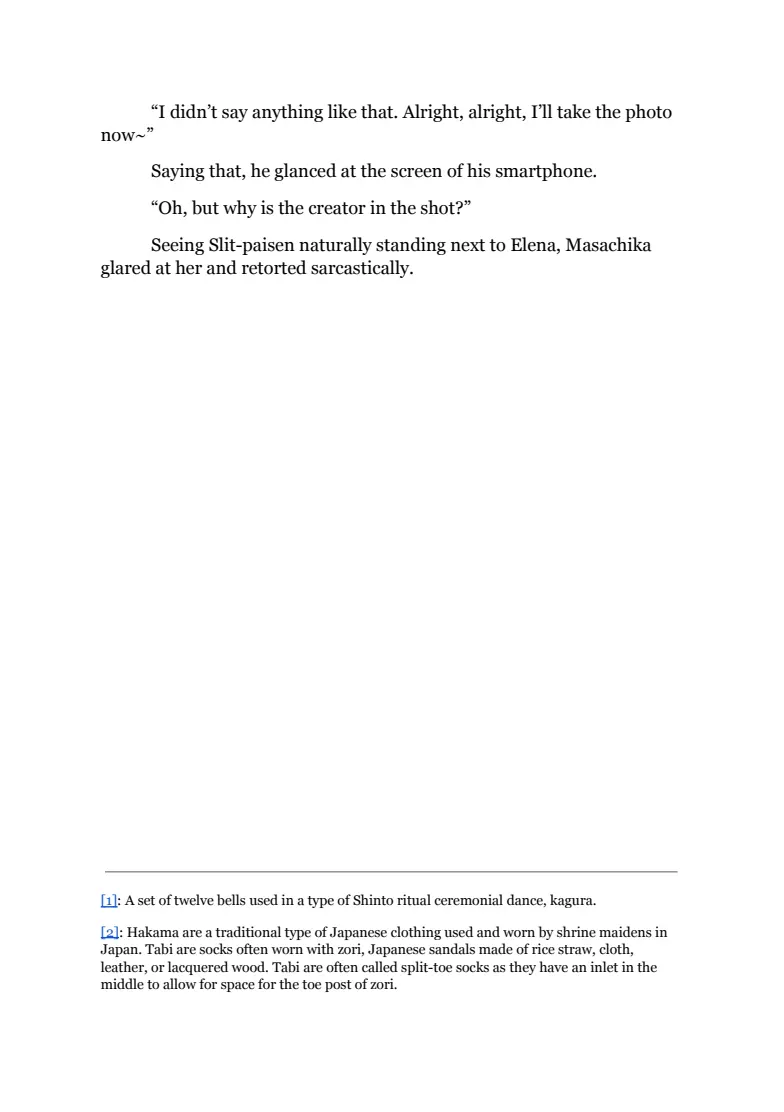 “I didn’t say anything like that. Alright, alright, I’ll take the photo
now~”
Saying that, he glanced at the screen of his smartphone.
“Oh, but why is the creator in the shot?”
Seeing Slit-paisen naturally standing next to Elena, Masachika
glared at her and retorted sarcastically.
[1]: A set of twelve bells used in a type of Shinto ritual ceremonial dance, kagura.
[2]: Hakama are a traditional type of Japanese clothing used and worn by shrine maidens in
Japan. Tabi are socks often worn with zori, Japanese sandals made of rice straw, cloth,
leather, or lacquered wood. Tabi are often called split-toe socks as they have an inlet in the
middle to allow for space for the toe post of zori.